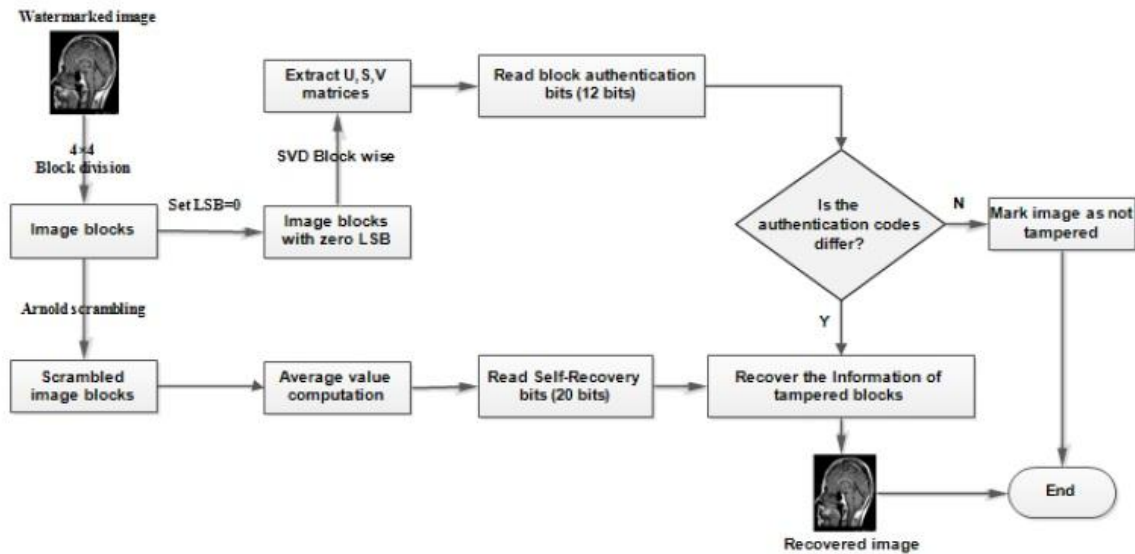 Watermarked image
4×4
Block division
Image blocks
Set LSB=0
Image blocks
with zero LSB
SVD Block wise
Extract U,S,V
matrices
Read block authentication
bits (12 bits)
Is the
authentication codes
differ?
N
Mark image as not
tampered
Y
Arnold scrambling
Scrambled
image blocks
Average value
computation
Read Self-Recovery
bits (20 bits)
Recover the Information of
tampered blocks
Recovered image
End